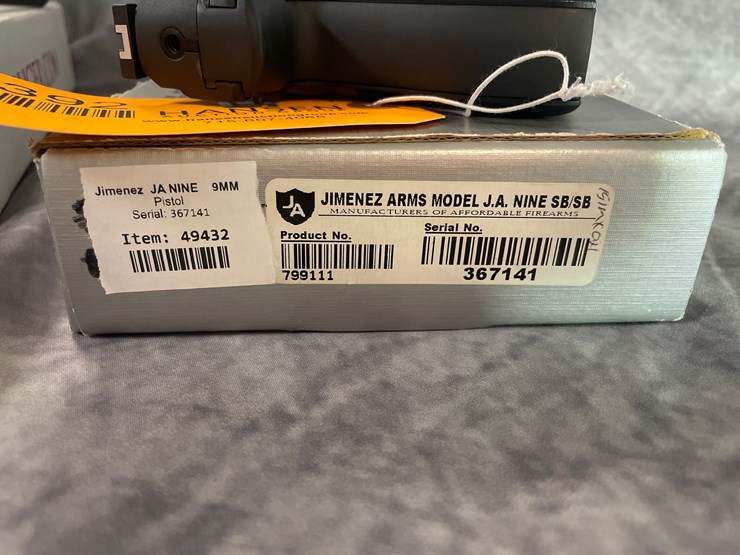 HANSEN
Jimenez JA NINE 9MM
Pistol
Serial: 367141
Item: 49432
JA
JIMENEZ ARMS MODEL J.A. NINE SB/SB
MANUFACTURERS OF AFFORDABLE FIREARMS
Product No.
799111
Serial No.
367141